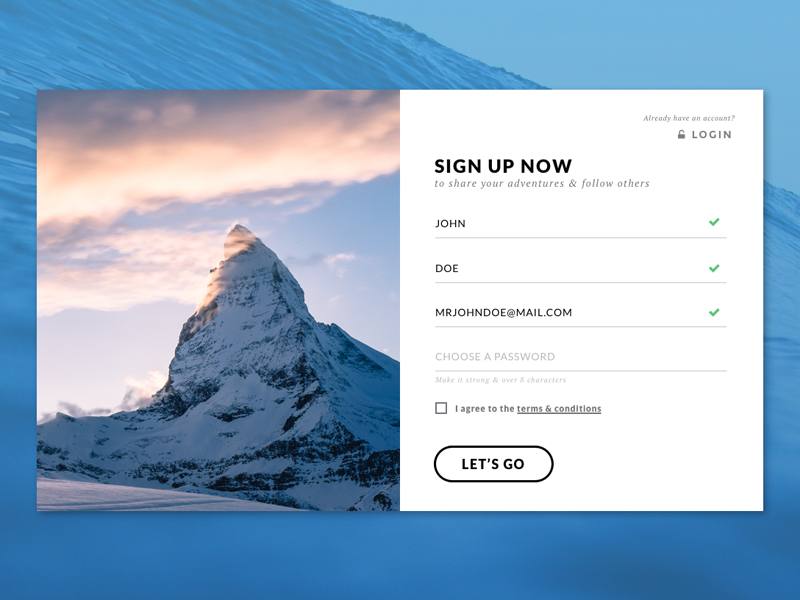 Already have an account?
LOGIN
SIGN UP NOW
to share your adventures & follow others
JOHN
DOE
MRJOHNDOE@MAIL.COM
CHOOSE A PASSWORD
Make it strong & over 8 characters
I agree to the terms & conditions
LET’S GO